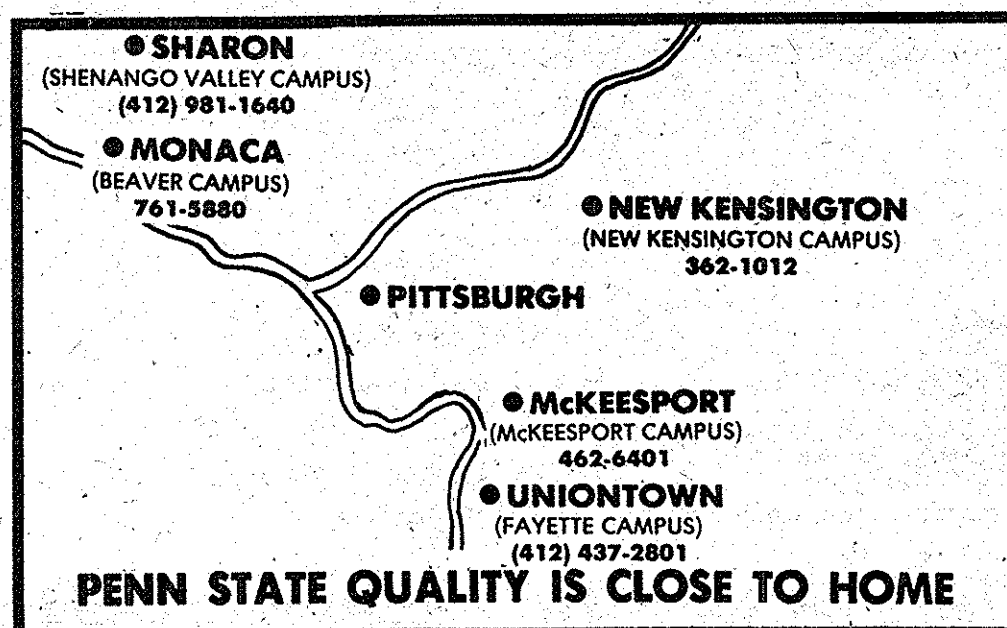 SHARON
(SHENANGO VALLEY CAMPUS)
(412) 981-1640
MONACA
(BEAVER CAMPUS)
761-5880
NEW KENSINGTON
(NEW KENSINGTON CAMPUS)
362-1012
PITTSBURGH
McKEESPORT
(McKEESPORT CAMPUS)
462-6401
UNIONTOWN
(FAYETTE CAMPUS)
(412) 437-2801
PENN STATE QUALITY IS CLOSE TO HOME